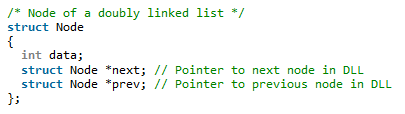 /* Node of a doubly linked list */
struct Node
{
  int data;
  struct Node *next; // Pointer to next node in DLL
  struct Node *prev; // Pointer to previous node in DLL
};